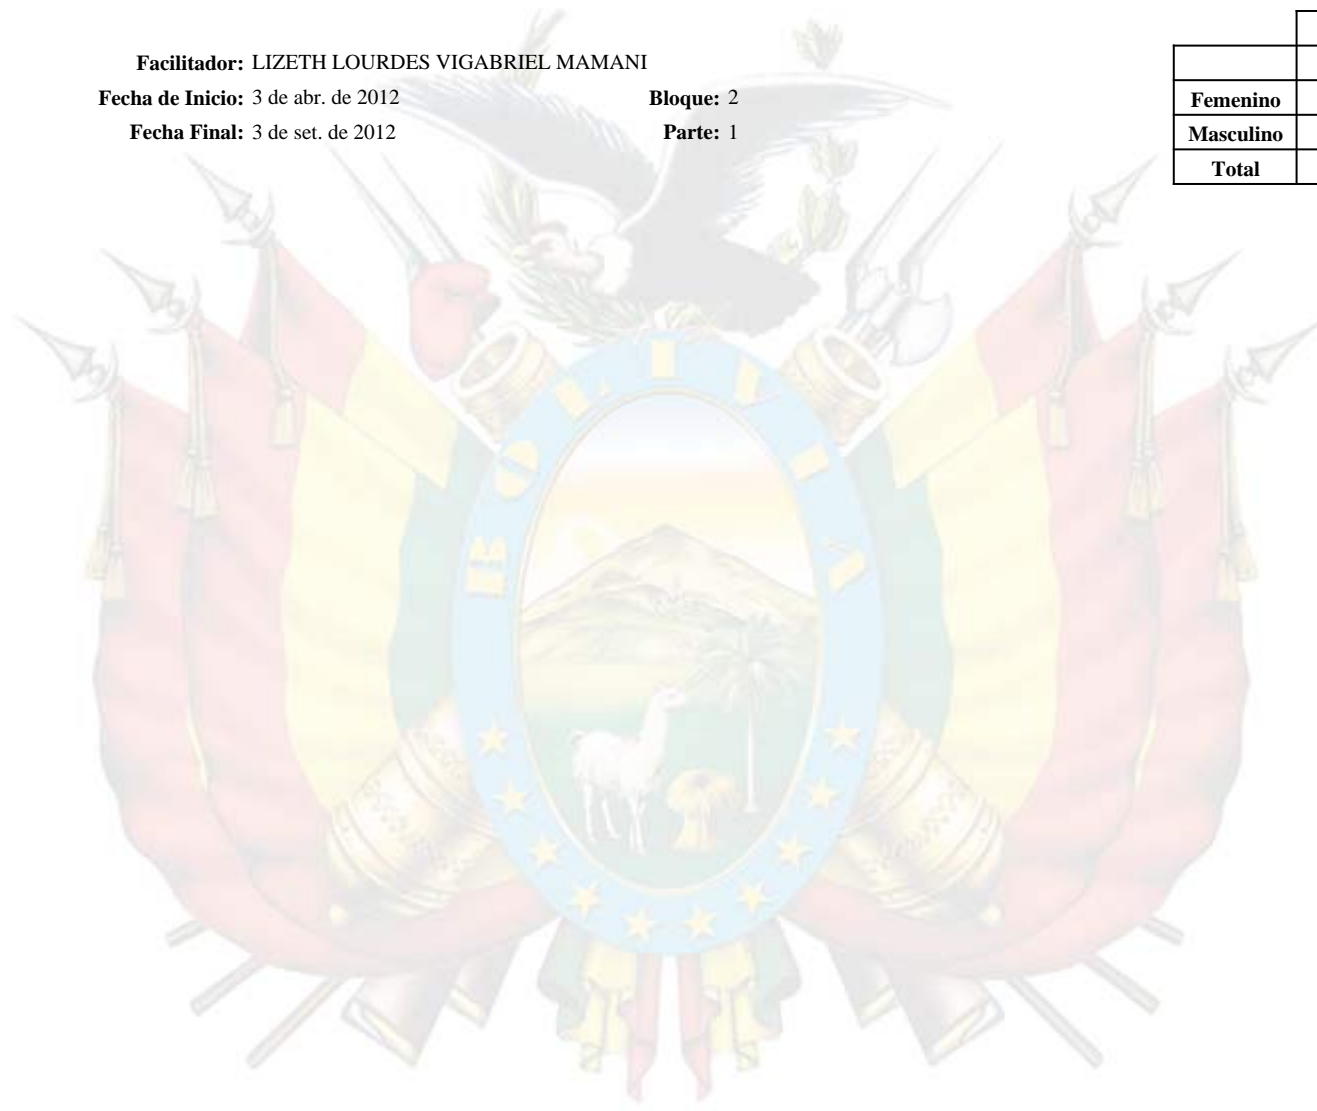 Facilitador: LIZETH LOURDES VIGABRIEL MAMANI
Fecha de Inicio: 3 de abr. de 2012 Bloque: 2
Fecha Final: 3 de set. de 2012 Parte: 1
Femenino
Masculino
Total
BOLIVIA